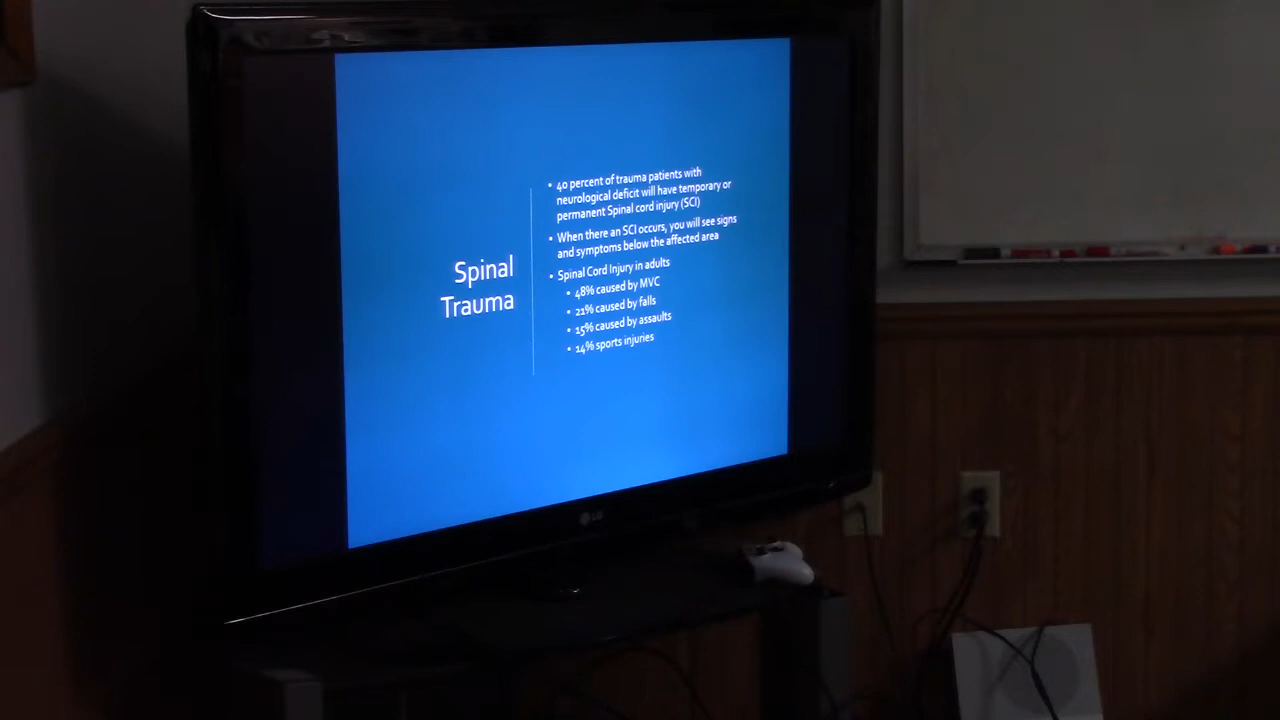 Spinal
Trauma
• 40 percent of trauma patients with
neurological deficit will have temporary or
permanent Spinal cord injury (SCI)
• When there an SCI occurs, you will see signs
and symptoms below the affected area
• Spinal Cord Injury in adults
• 48% caused by MVC
• 21% caused by falls
• 15% caused by assaults
• 14% sports injuries
LG